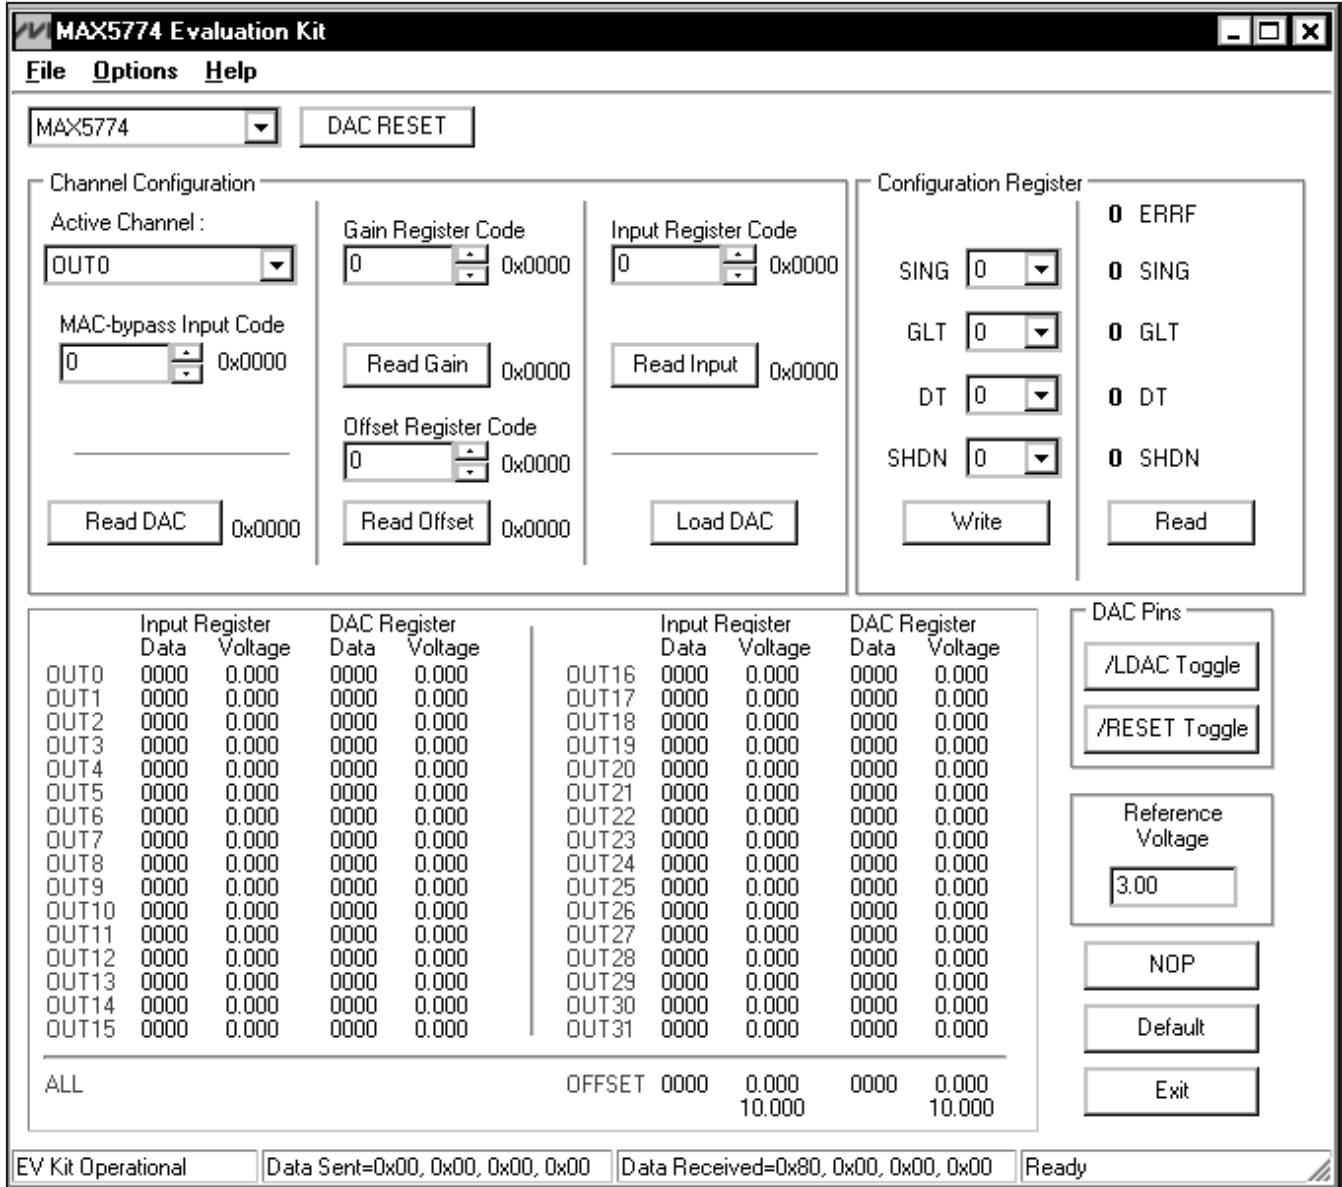 MAX5774 Evaluation Kit
File Options Help
MAX5774 DAC RESET
Channel Configuration
Active Channel :
OUT0
MAC-bypass Input Code
0 0x0000
Read DAC 0x0000
Gain Register Code
0 0x0000
Read Gain 0x0000
Offset Register Code
0 0x0000
Read Offset 0x0000
Input Register Code
0 0x0000
Read Input 0x0000
Load DAC
Configuration Register
SING 0
GLT 0
DT 0
SHDN 0
Write
0 ERRF
0 SING
0 GLT
0 DT
0 SHDN
Read
Input Register DAC Register Input Register DAC Register
Data Voltage Data Voltage Data Voltage Data Voltage
OUT0 0000 0.000 0000 0.000 OUT16 0000 0.000 0000 0.000
OUT1 0000 0.000 0000 0.000 OUT17 0000 0.000 0000 0.000
OUT2 0000 0.000 0000 0.000 OUT18 0000 0.000 0000 0.000
OUT3 0000 0.000 0000 0.000 OUT19 0000 0.000 0000 0.000
OUT4 0000 0.000 0000 0.000 OUT20 0000 0.000 0000 0.000
OUT5 0000 0.000 0000 0.000 OUT21 0000 0.000 0000 0.000
OUT6 0000 0.000 0000 0.000 OUT22 0000 0.000 0000 0.000
OUT7 0000 0.000 0000 0.000 OUT23 0000 0.000 0000 0.000
OUT8 0000 0.000 0000 0.000 OUT24 0000 0.000 0000 0.000
OUT9 0000 0.000 0000 0.000 OUT25 0000 0.000 0000 0.000
OUT10 0000 0.000 0000 0.000 OUT26 0000 0.000 0000 0.000
OUT11 0000 0.000 0000 0.000 OUT27 0000 0.000 0000 0.000
OUT12 0000 0.000 0000 0.000 OUT28 0000 0.000 0000 0.000
OUT13 0000 0.000 0000 0.000 OUT29 0000 0.000 0000 0.000
OUT14 0000 0.000 0000 0.000 OUT30 0000 0.000 0000 0.000
OUT15 0000 0.000 0000 0.000 OUT31 0000 0.000 0000 0.000
ALL OFFSET 0000 0.000 0000 0.000
10.000 10.000
DAC Pins
/LDAC Toggle
/RESET Toggle
Reference
Voltage
3.00
NOP
Default
Exit
EV Kit Operational Data Sent=0x00, 0x00, 0x00, 0x00 Data Received=0x80, 0x00, 0x00, 0x00 Ready